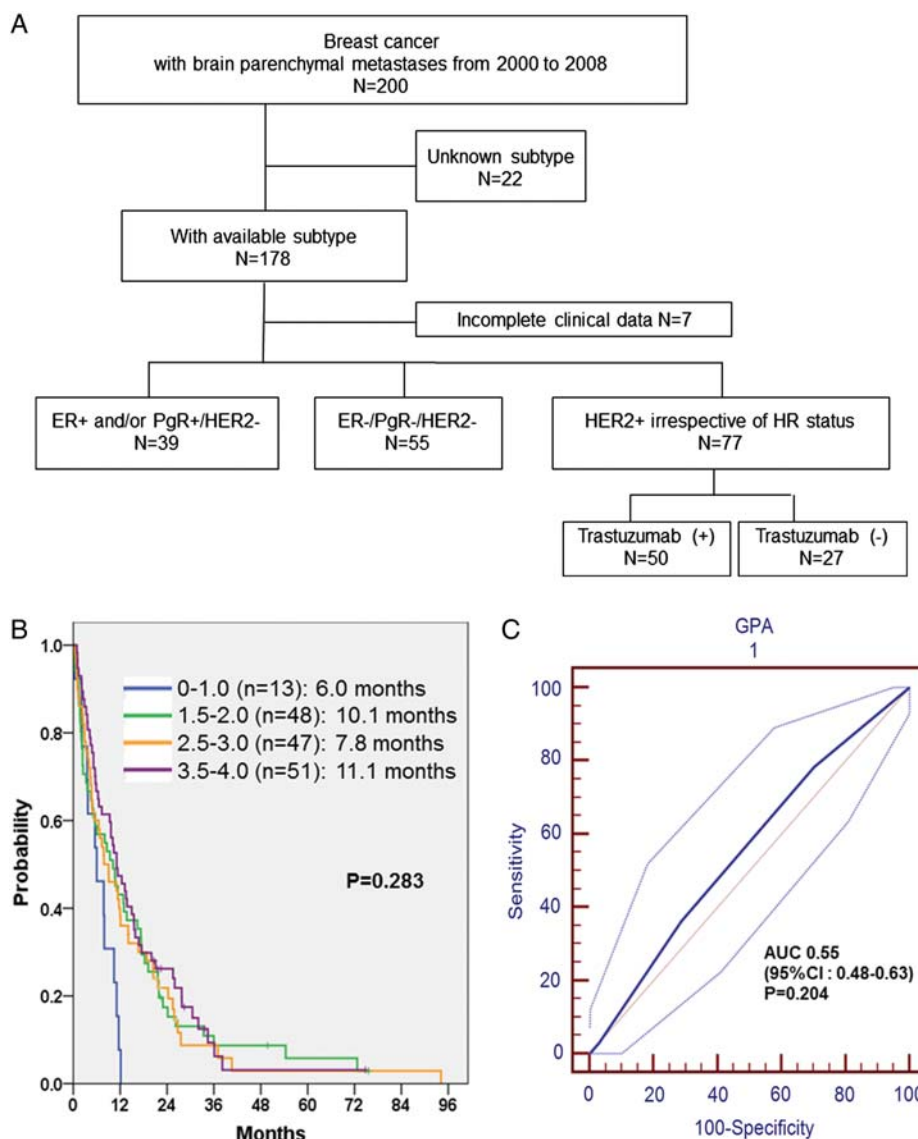 A
Breast cancer
with brain parenchymal metastases from 2000 to 2008
N=200
Unknown subtype
N=22
With available subtype
N=178
Incomplete clinical data N=7
ER+ and/or PgR+/HER2-
N=39
ER-/PgR-/HER2-
N=55
HER2+ irrespective of HR status
N=77
Trastuzumab (+)
N=50
Trastuzumab (-)
N=27
B
Probability
1.0
0.8
0.6
0.4
0.2
0.0
0-1.0 (n=13): 6.0 months
1.5-2.0 (n=48): 10.1 months
2.5-3.0 (n=47): 7.8 months
3.5-4.0 (n=51): 11.1 months
P=0.283
0 12 24 36 48 60 72 84 96
Months
C
GPA
1
Sensitivity
100
80
60
40
20
0
AUC 0.55
(95%CI : 0.48-0.63)
P=0.204
0 20 40 60 80 100
100-Specificity